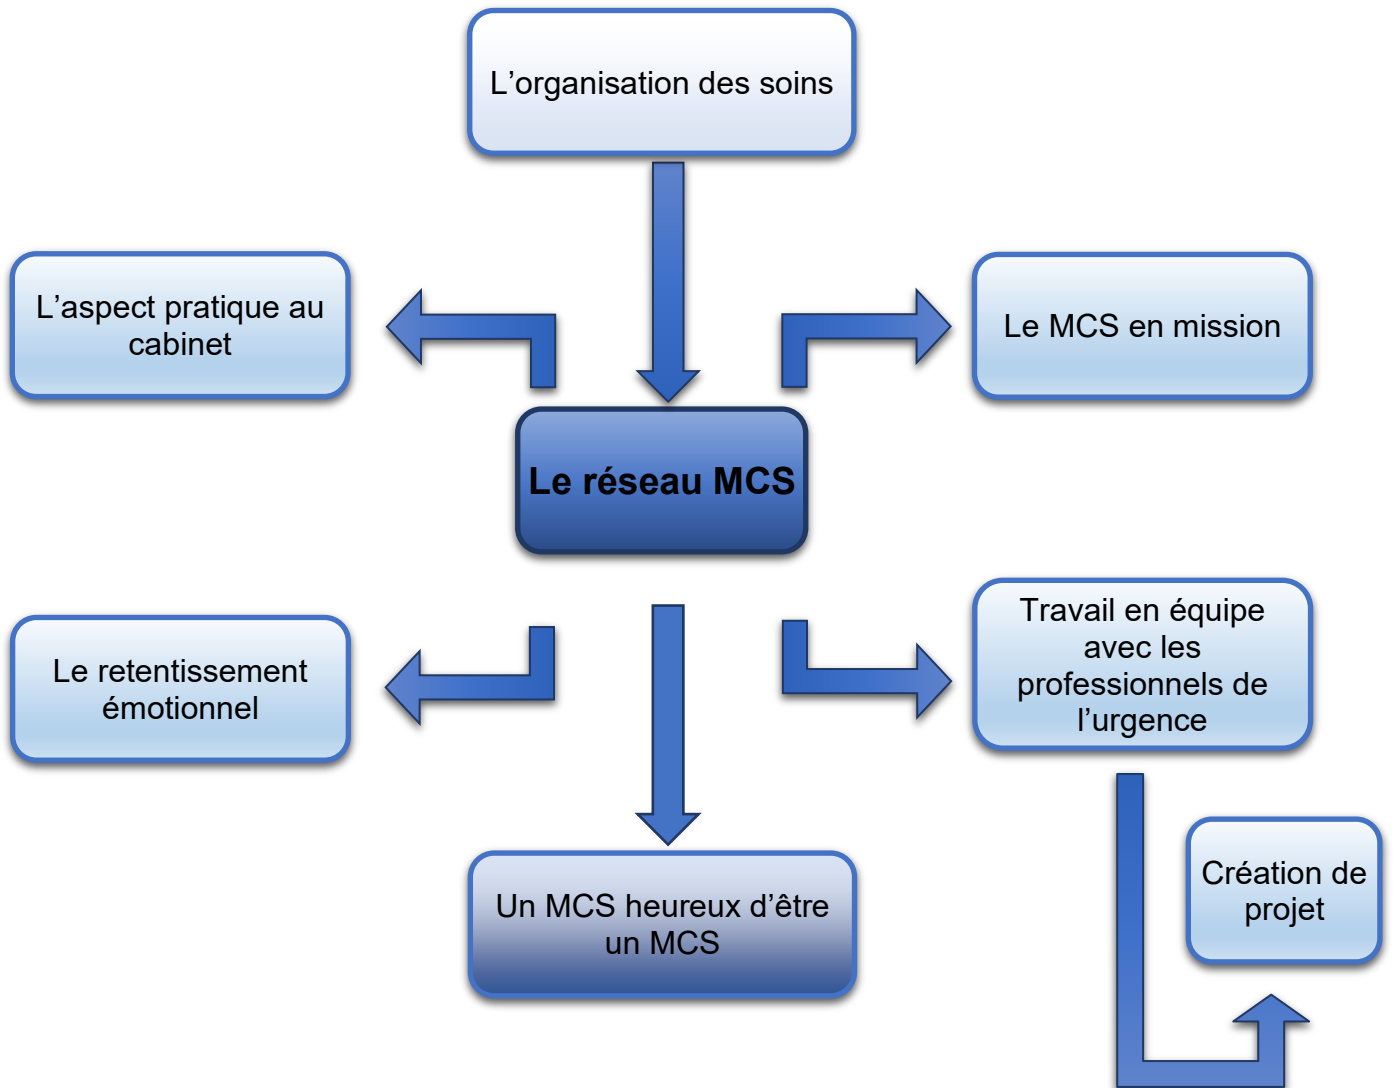 L’organisation des soins
L’aspect pratique au
cabinet
Le MCS en mission
Le réseau MCS
Le retentissement
émotionnel
Travail en équipe
avec les
professionnels de
l’urgence
Un MCS heureux d’être
un MCS
Création de
projet